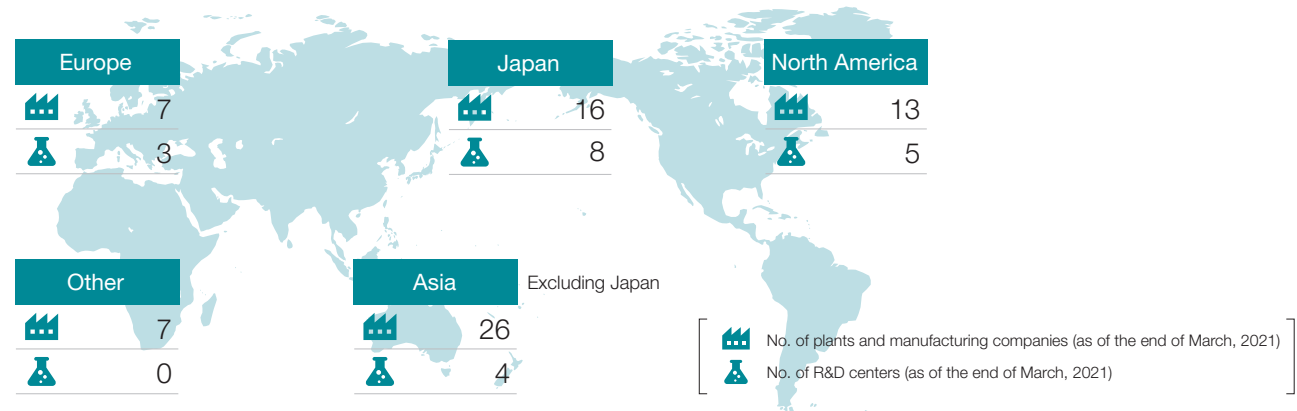 Europe
7
3
Japan
16
8
North America
13
5
Other
7
0
Asia
Excluding Japan
26
4
No. of plants and manufacturing companies (as of the end of March, 2021)
No. of R&D centers (as of the end of March, 2021)